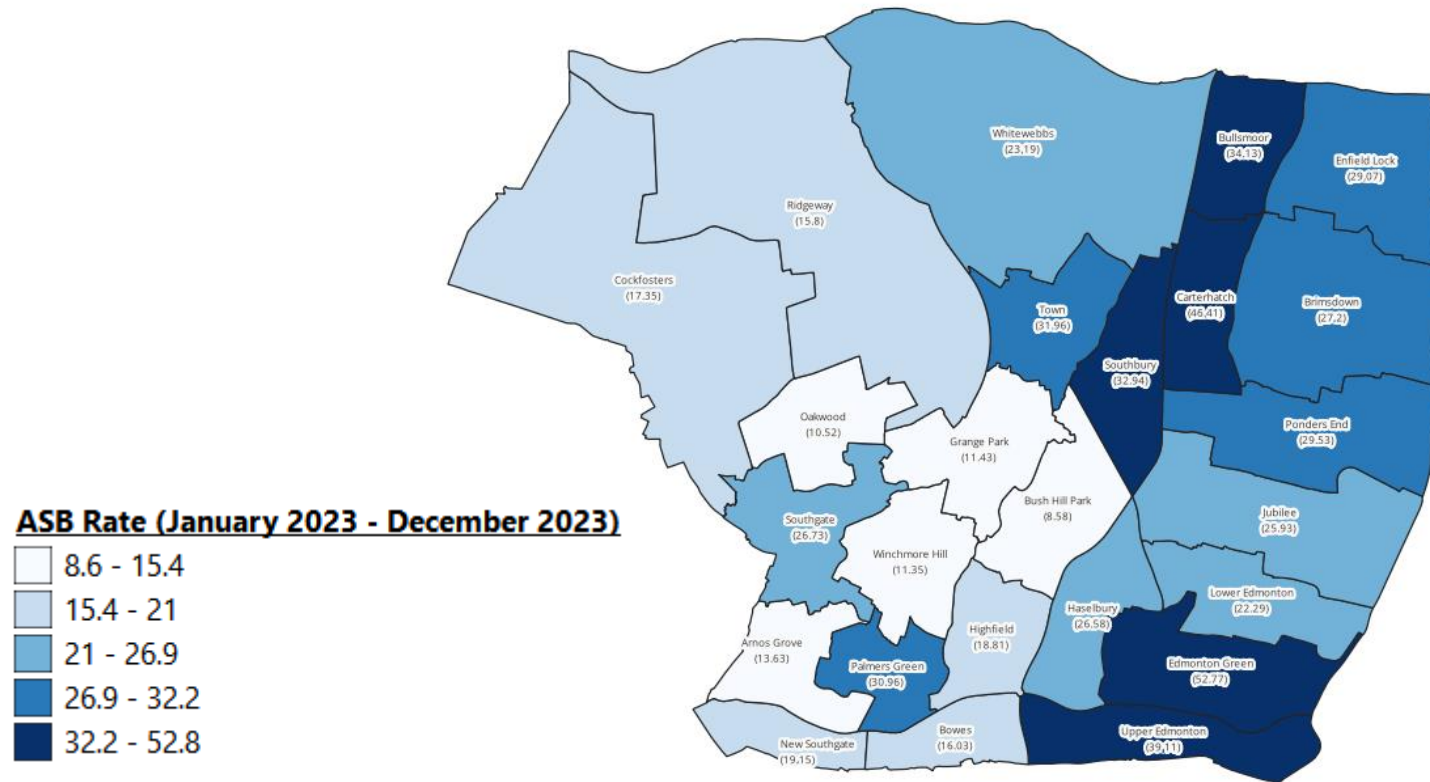 Whitewebbs
(23.19)
Bullsmoor
(34.13)
Enfield Lock
(29.07)
Ridgeway
(15.8)
Cockfosters
(17.35)
Town
(31.96)
Carterhatch
(46.41)
Brimsdown
(27.2)
Southbury
(32.94)
Oakwood
(10.52)
Grange Park
(11.43)
Ponders End
(29.53)
Bush Hill Park
(8.58)
Southgate
(26.73)
Jubilee
(25.93)
Winchmore Hill
(11.35)
Lower Edmonton
(22.29)
Haselbury
(26.58)
Highfield
(18.81)
Arnos Grove
(13.63)
Palmers Green
(30.96)
Edmonton Green
(52.77)
New Southgate
(19.15)
Bowes
(16.03)
Upper Edmonton
(39.11)
ASB Rate (January 2023 - December 2023)
8.6 - 15.4
15.4 - 21
21 - 26.9
26.9 - 32.2
32.2 - 52.8